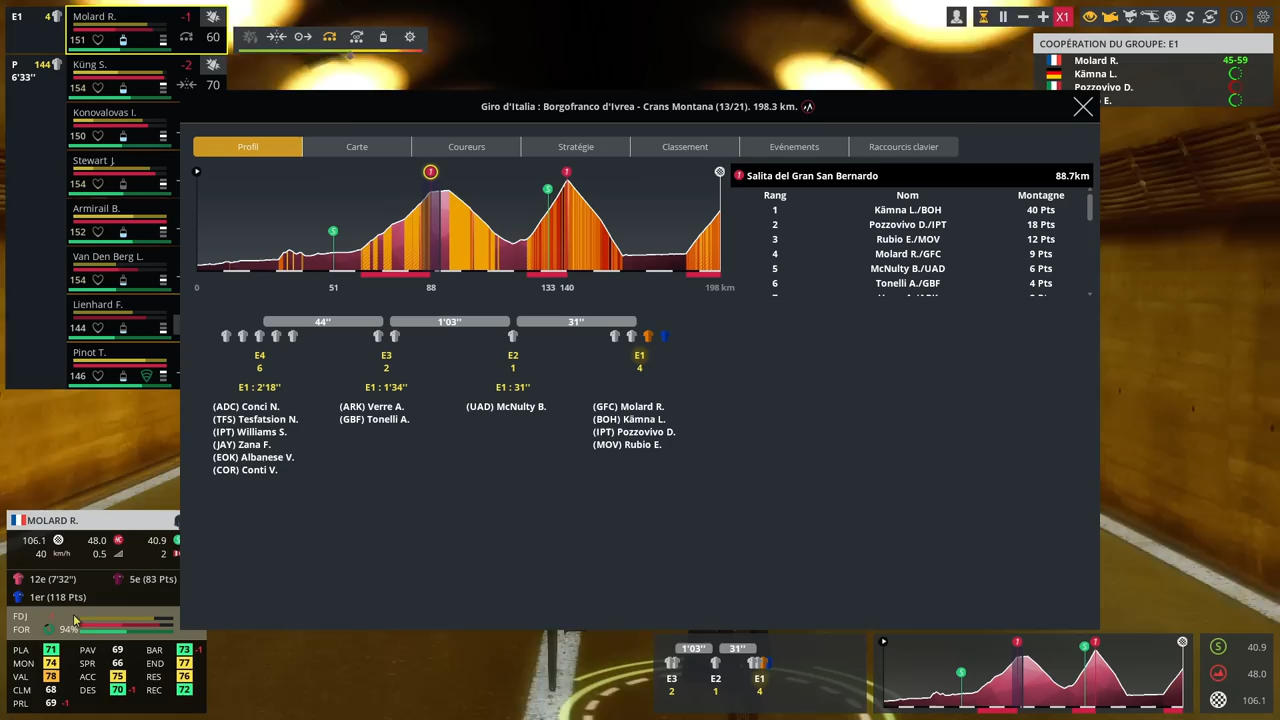 E1 4
Molard R. -1
151 60
P 144
6'33''
Küng S. -2
154 70
Konovalovas I.
150
Stewart J.
154
Armirail B.
152
Van Den Berg L.
154
Lienhard F.
144
Pinot T.
146
X1
COOPÉRATION DU GROUPE: E1
Molard R. 45-59
Kämna L.
Pozzovivo D.
E.
Giro d'Italia : Borgofranco d'Ivrea - Crans Montana (13/21). 198.3 km.
Profil Carte Coureurs Stratégie Classement Evénements Raccourcis clavier
1 S S 1
0 51 88 133 140 198 km
1 Salita del Gran San Bernardo 88.7km
Rang Nom Montagne
1 Kämna L./BOH 40 Pts
2 Pozzovivo D./IPT 18 Pts
3 Rubio E./MOV 12 Pts
4 Molard R./GFC 9 Pts
5 McNulty B./UAD 6 Pts
6 Tonelli A./GBF 4 Pts
44'' 1'03'' 31''
E4 E3 E2 E1
6 2 1 4
E1 : 2'18'' E1 : 1'34'' E1 : 31''
(ADC) Conci N. (ARK) Verre A. (UAD) McNulty B. (GFC) Molard R.
(TFS) Tesfatsion N. (GBF) Tonelli A. (BOH) Kämna L.
(IPT) Williams S. (IPT) Pozzovivo D.
(JAY) Zana F. (MOV) Rubio E.
(EOK) Albanese V.
(COR) Conti V.
MOLARD R.
106.1 48.0 HC 40.9 S
40 km/h 0.5 2
12e (7'32'') 5e (83 Pts)
1er (118 Pts)
FDJ
FOR 94%
PLA 71 PAV 69 BAR 73 -1
MON 74 SPR 66 END 77
VAL 78 ACC 75 RES 76
CLM 68 DES 70 -1 REC 72
PRL 69 -1
1'03'' 31''
E3 E2 E1
2 1 4
S 40.9
48.0
106.1